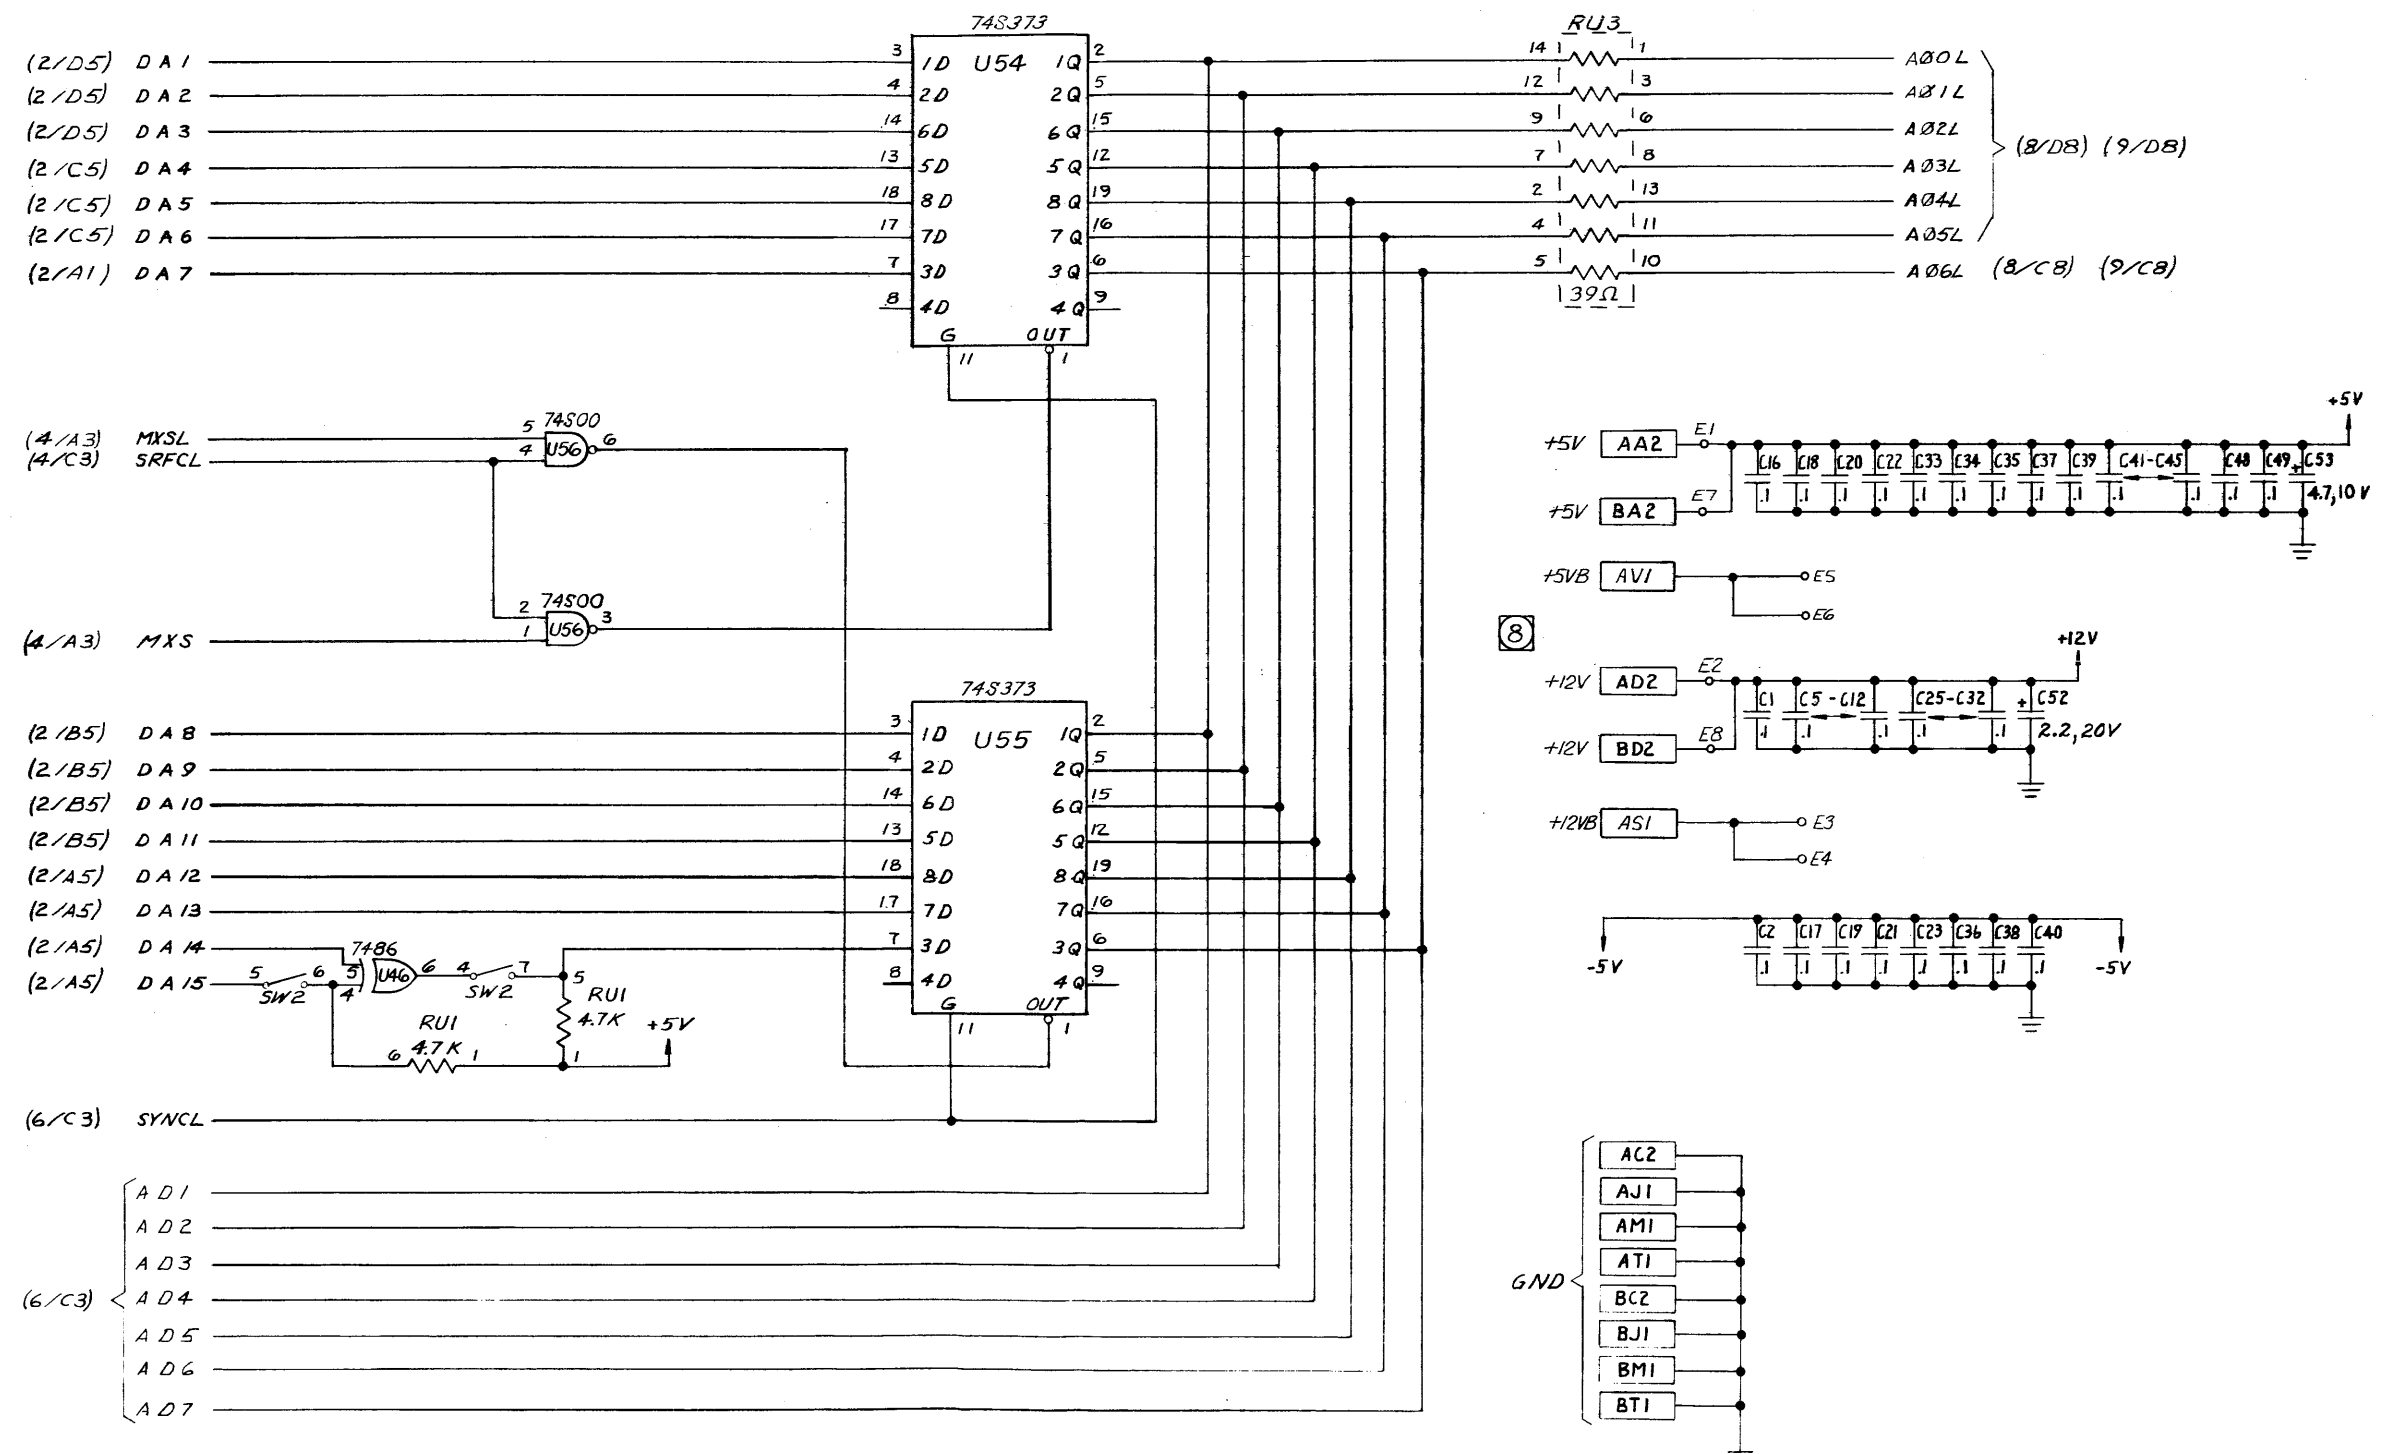 74S373
RU3
(2/D5) DA1 3 1D U54 1Q 2 14 1 AØØL
(2/D5) DA2 4 2D 2Q 5 12 3 AØ1L
(2/D5) DA3 14 6D 6Q 15 9 6 AØ2L
(8/D8) (9/D8)
(2/C5) DA4 13 5D 5Q 12 7 8 AØ3L
(2/C5) DA5 18 8D 8Q 19 2 13 AØ4L
(2/C5) DA6 17 7D 7Q 16 4 11 AØ5L
(2/A1) DA7 7 3D 3Q 6 5 10 AØ6L (8/C8) (9/C8)
8 4D 4Q 9 39Ω
G OUT
11 1
74S00
(4/A3) MXSL 5 U56 6
(4/C3) SRFCL 4
74S00
2 U56 3
(4/A3) MXS 1
74S373
(2/B5) DA8 3 1D U55 1Q 2
(2/B5) DA9 4 2D 2Q 5
(2/B5) DA10 14 6D 6Q 15
(2/B5) DA11 13 5D 5Q 12
(2/A5) DA12 18 8D 8Q 19
(2/A5) DA13 17 7D 7Q 16
(2/A5) DA14 7486 7 3D 3Q 6
(2/A5) DA15 5 6 5 4 U46 6 4 7 5 8 4D 4Q 9
SW2 SW2
G OUT
11 1
RU1 4.7K
+5V
RU1
6 4.7K 1 1
(6/C3) SYNCL
AD1
AD2
AD3
(6/C3) AD4
AD5
AD6
AD7
+5V
+5V AA2 E1
C16 C18 C20 C22 C33 C34 C35 C37 C39 C41-C45 C48 C49 + C53
.1 .1 .1 .1 .1 .1 .1 .1 .1 .1 .1 .1 .1 4.7,10V
+5V BA2 E7
+5VB AV1 E5
E6
8
+12V
+12V AD2 E2
C1 C5-C12 C25-C32 + C52
.1 .1 .1 .1 .1 2.2,20V
+12V BD2 E8
+12VB AS1 E3
E4
C2 C17 C19 C21 C23 C36 C38 C40
-5V .1 .1 .1 .1 .1 .1 .1 .1 -5V
GND
AC2
AJ1
AM1
AT1
BC2
BJ1
BM1
BT1